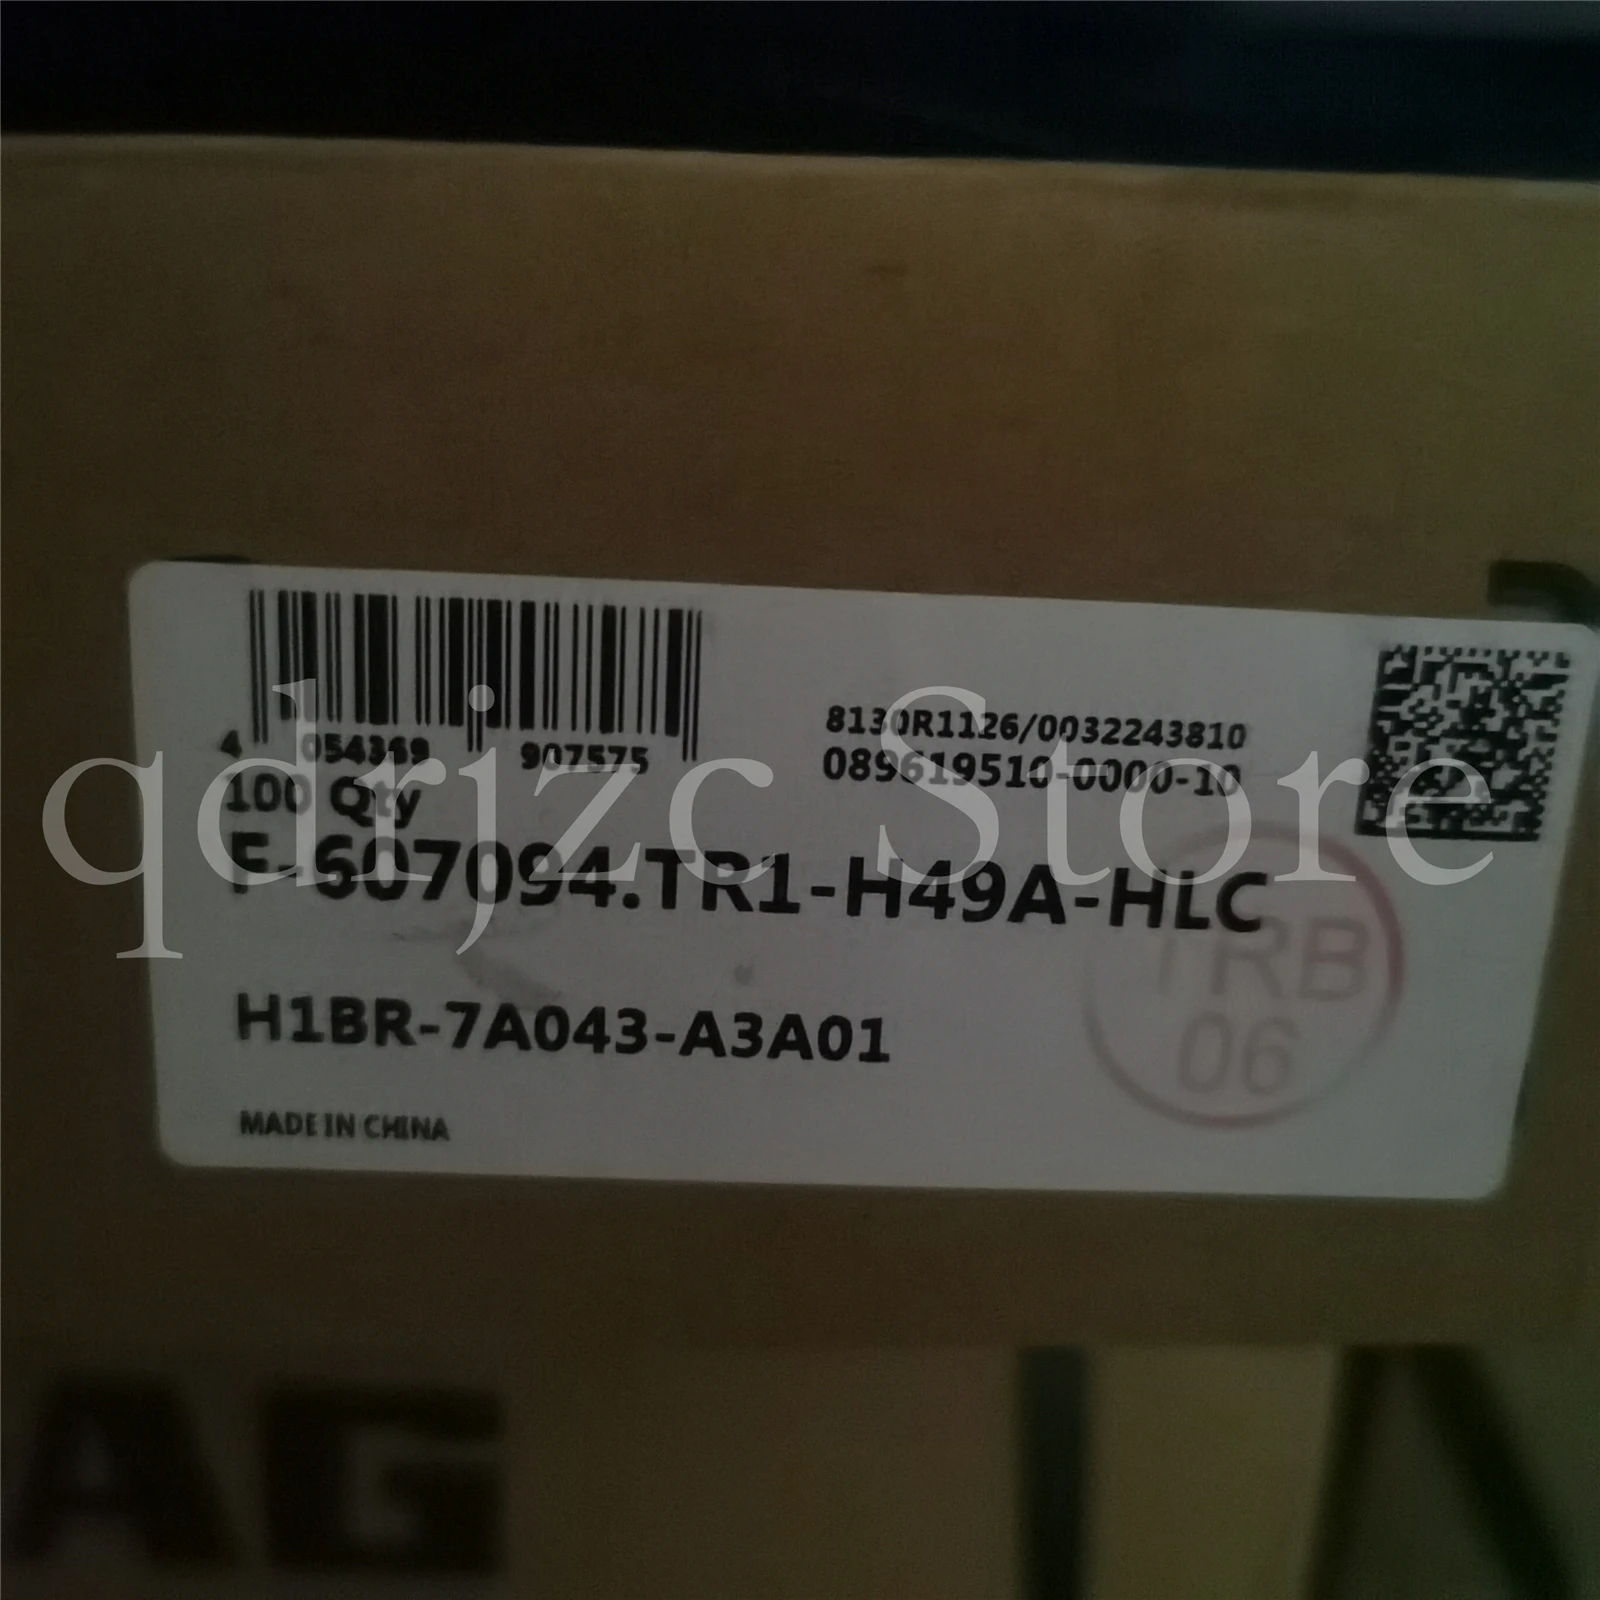 8130R1126/0032243810
089619510-0000-10
4 054369 907575
100 Qty
F-607094.TR1-H49A-HLC
H1BR-7A043-A3A01
TRB
06
MADE IN CHINA
qdrjzc Store
AG